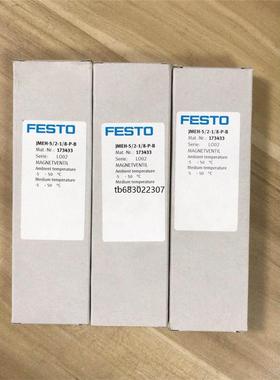 FESTO
JMEH-5/2-1/8-P-B
Mat. Nr.: 173433
Serie: LO02
MAGNETVENTIL
Ambient temperature
-5 - 50 °C
Medium temperature
-5 - 50 °C
FESTO
JMEH-5/2-1/8-P-B
Mat. Nr.: 173433
Serie: LO02
MAGNETVENTIL
Ambient temperature
-5 - 50 °C
Medium temperature
-5 - 50 °C
FESTO
JMEH-5/2-1/8-P-B
Mat. Nr.: 173433
Serie: LO02
MAGNETVENTIL
Ambient temperature
-5 - 50 °C
Medium temperature
-5 - 50 °C
tb683022307